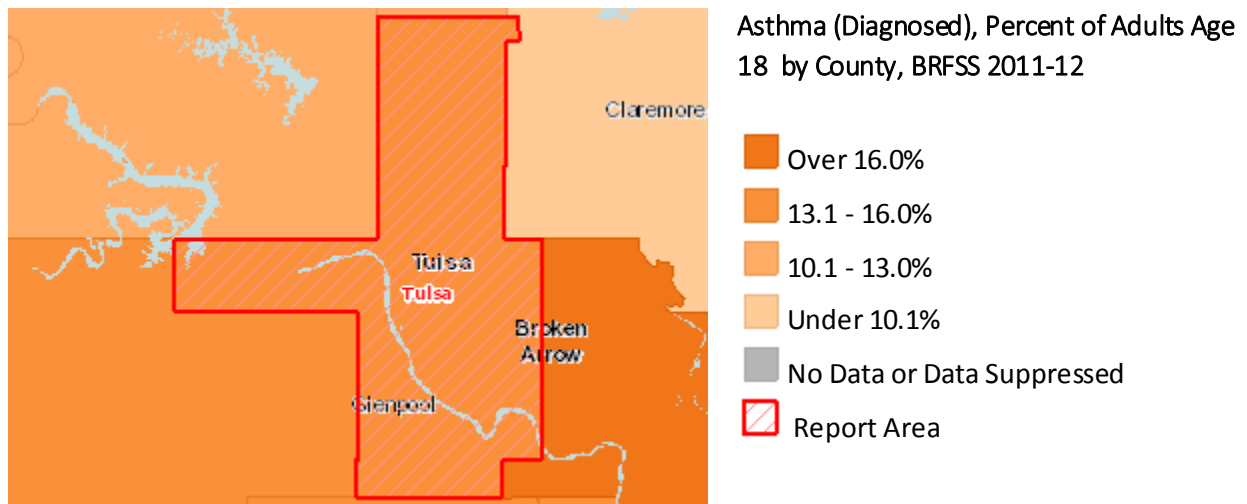 Asthma (Diagnosed), Percent of Adults Age
18 by County, BRFSS 2011-12
Claremore
Tulsa
Tulsa
Broken
Arrow
Glenpool
Over 16.0%
13.1 - 16.0%
10.1 - 13.0%
Under 10.1%
No Data or Data Suppressed
Report Area